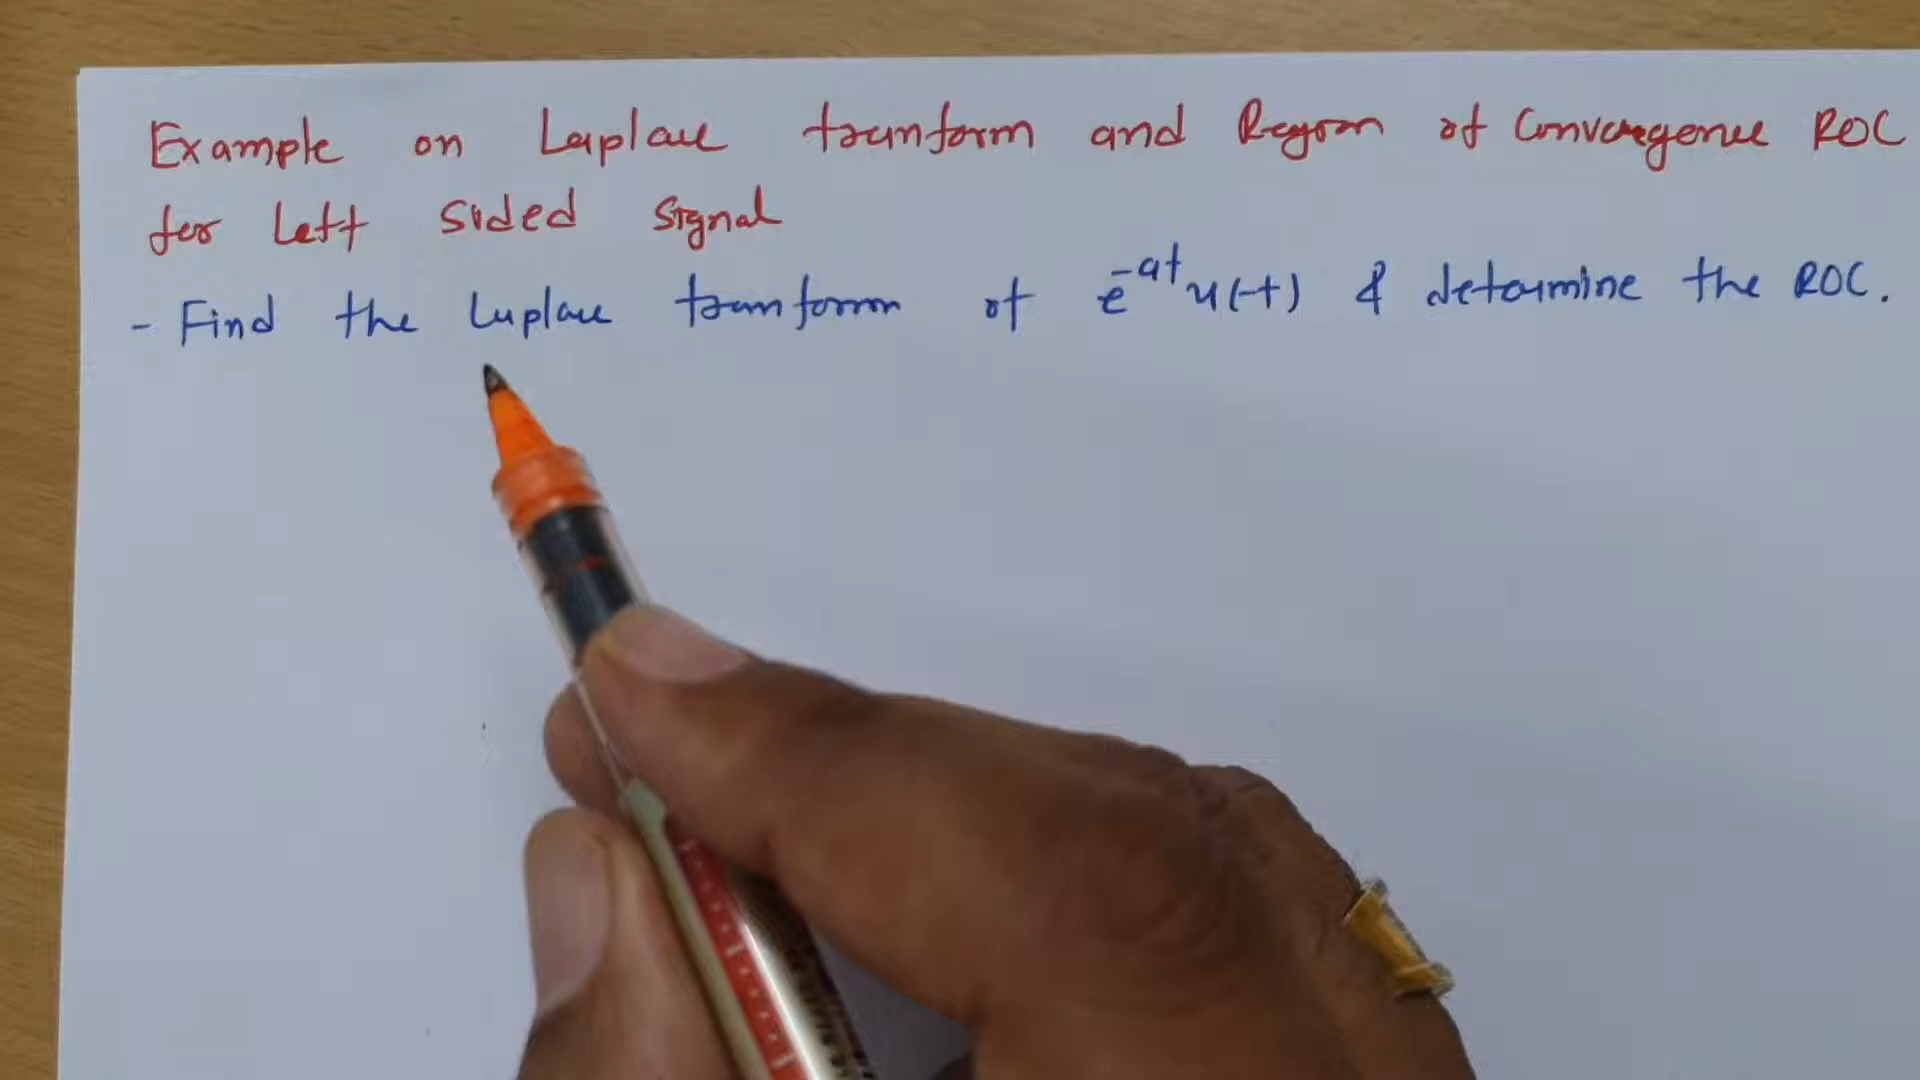 Example on Laplace transform and Region of Convergence ROC
for Left Sided Signal
- Find the Laplace transform of e^-at u(-t) & determine the ROC.